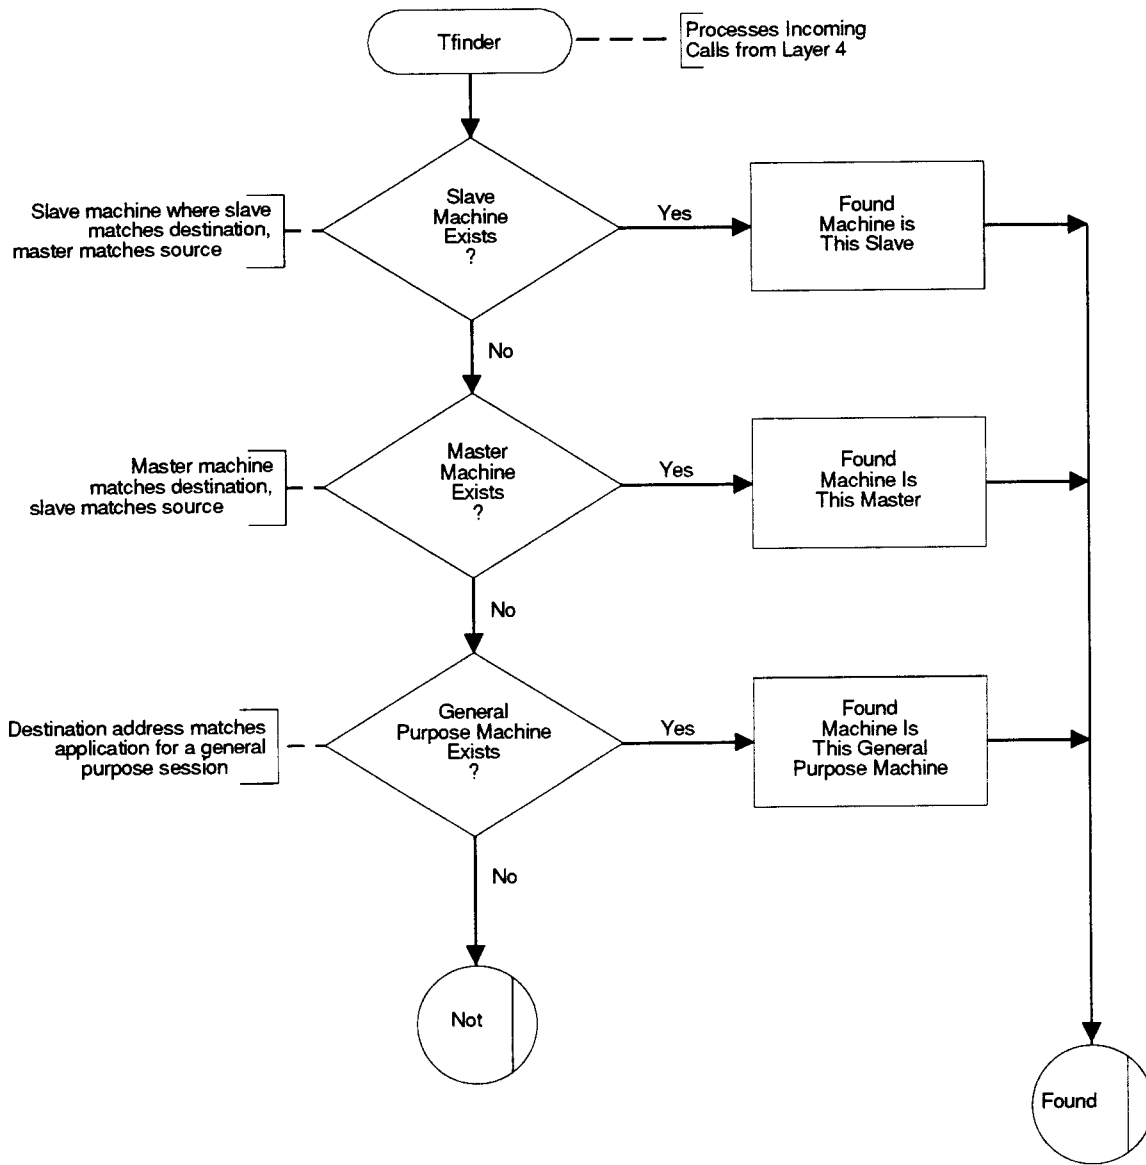 Tfinder
Processes Incoming
Calls from Layer 4
Slave machine where slave
matches destination,
master matches source
Slave
Machine
Exists
?
Yes
Found
Machine is
This Slave
No
Master machine
matches destination,
slave matches source
Master
Machine
Exists
?
Yes
Found
Machine Is
This Master
No
Destination address matches
application for a general
purpose session
General
Purpose Machine
Exists
?
Yes
Found
Machine Is
This General
Purpose Machine
No
Not
Found